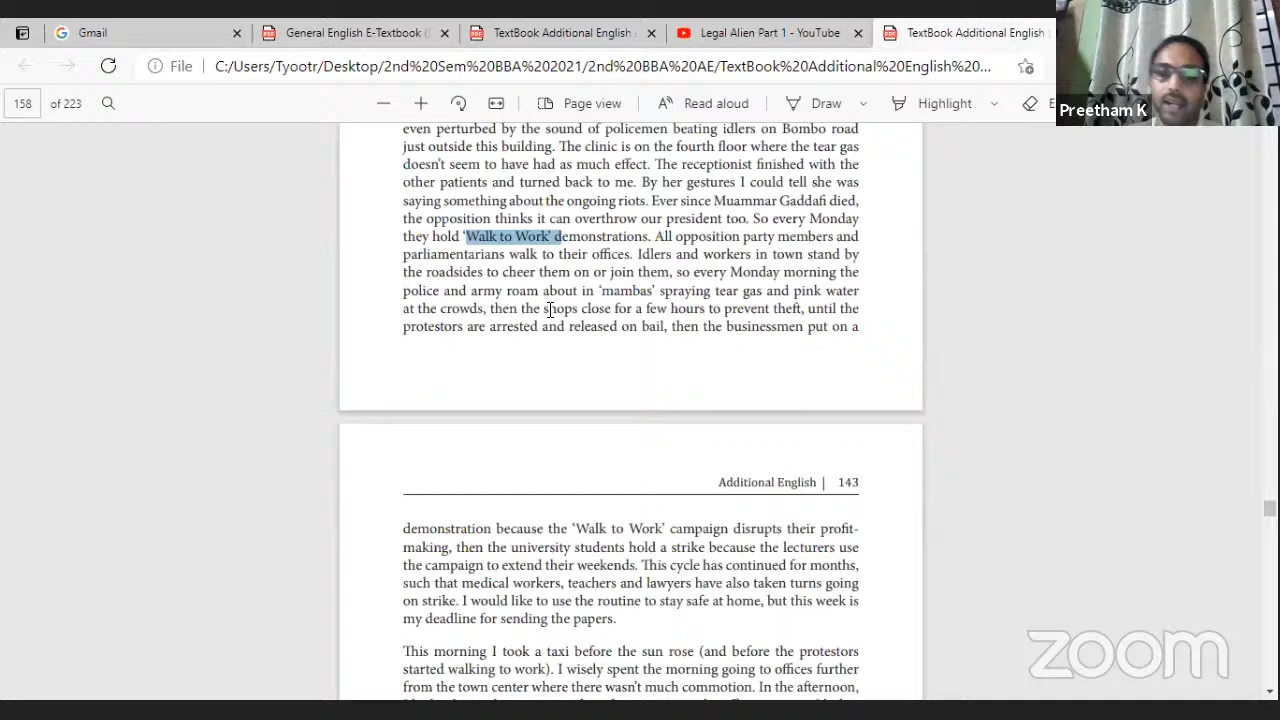 Gmail
General English E-Textbook (
TextBook Additional English
Legal Alien Part 1 - YouTube
TextBook Additional English
File
C:/Users/Tyootr/Desktop/2nd%20Sem%20BBA%202021/2nd%20BBA%20AE/TextBook%20Additional%20English%20...
158 of 223
Page view
Read aloud
Draw
Highlight
Preetham K
even perturbed by the sound of policemen beating idlers on Bombo road
just outside this building. The clinic is on the fourth floor where the tear gas
doesn't seem to have had as much effect. The receptionist finished with the
other patients and turned back to me. By her gestures I could tell she was
saying something about the ongoing riots. Ever since Muammar Gaddafi died,
the opposition thinks it can overthrow our president too. So every Monday
they hold ‘Walk to Work’ demonstrations. All opposition party members and
parliamentarians walk to their offices. Idlers and workers in town stand by
the roadsides to cheer them on or join them, so every Monday morning the
police and army roam about in ‘mambas’ spraying tear gas and pink water
at the crowds, then the shops close for a few hours to prevent theft, until the
protestors are arrested and released on bail, then the businessmen put on a
Additional English | 143
demonstration because the ‘Walk to Work’ campaign disrupts their profit-
making, then the university students hold a strike because the lecturers use
the campaign to extend their weekends. This cycle has continued for months,
such that medical workers, teachers and lawyers have also taken turns going
on strike. I would like to use the routine to stay safe at home, but this week is
my deadline for sending the papers.
This morning I took a taxi before the sun rose (and before the protestors
started walking to work). I wisely spent the morning going to offices further
from the town center where there wasn't much commotion. In the afternoon,
zoom